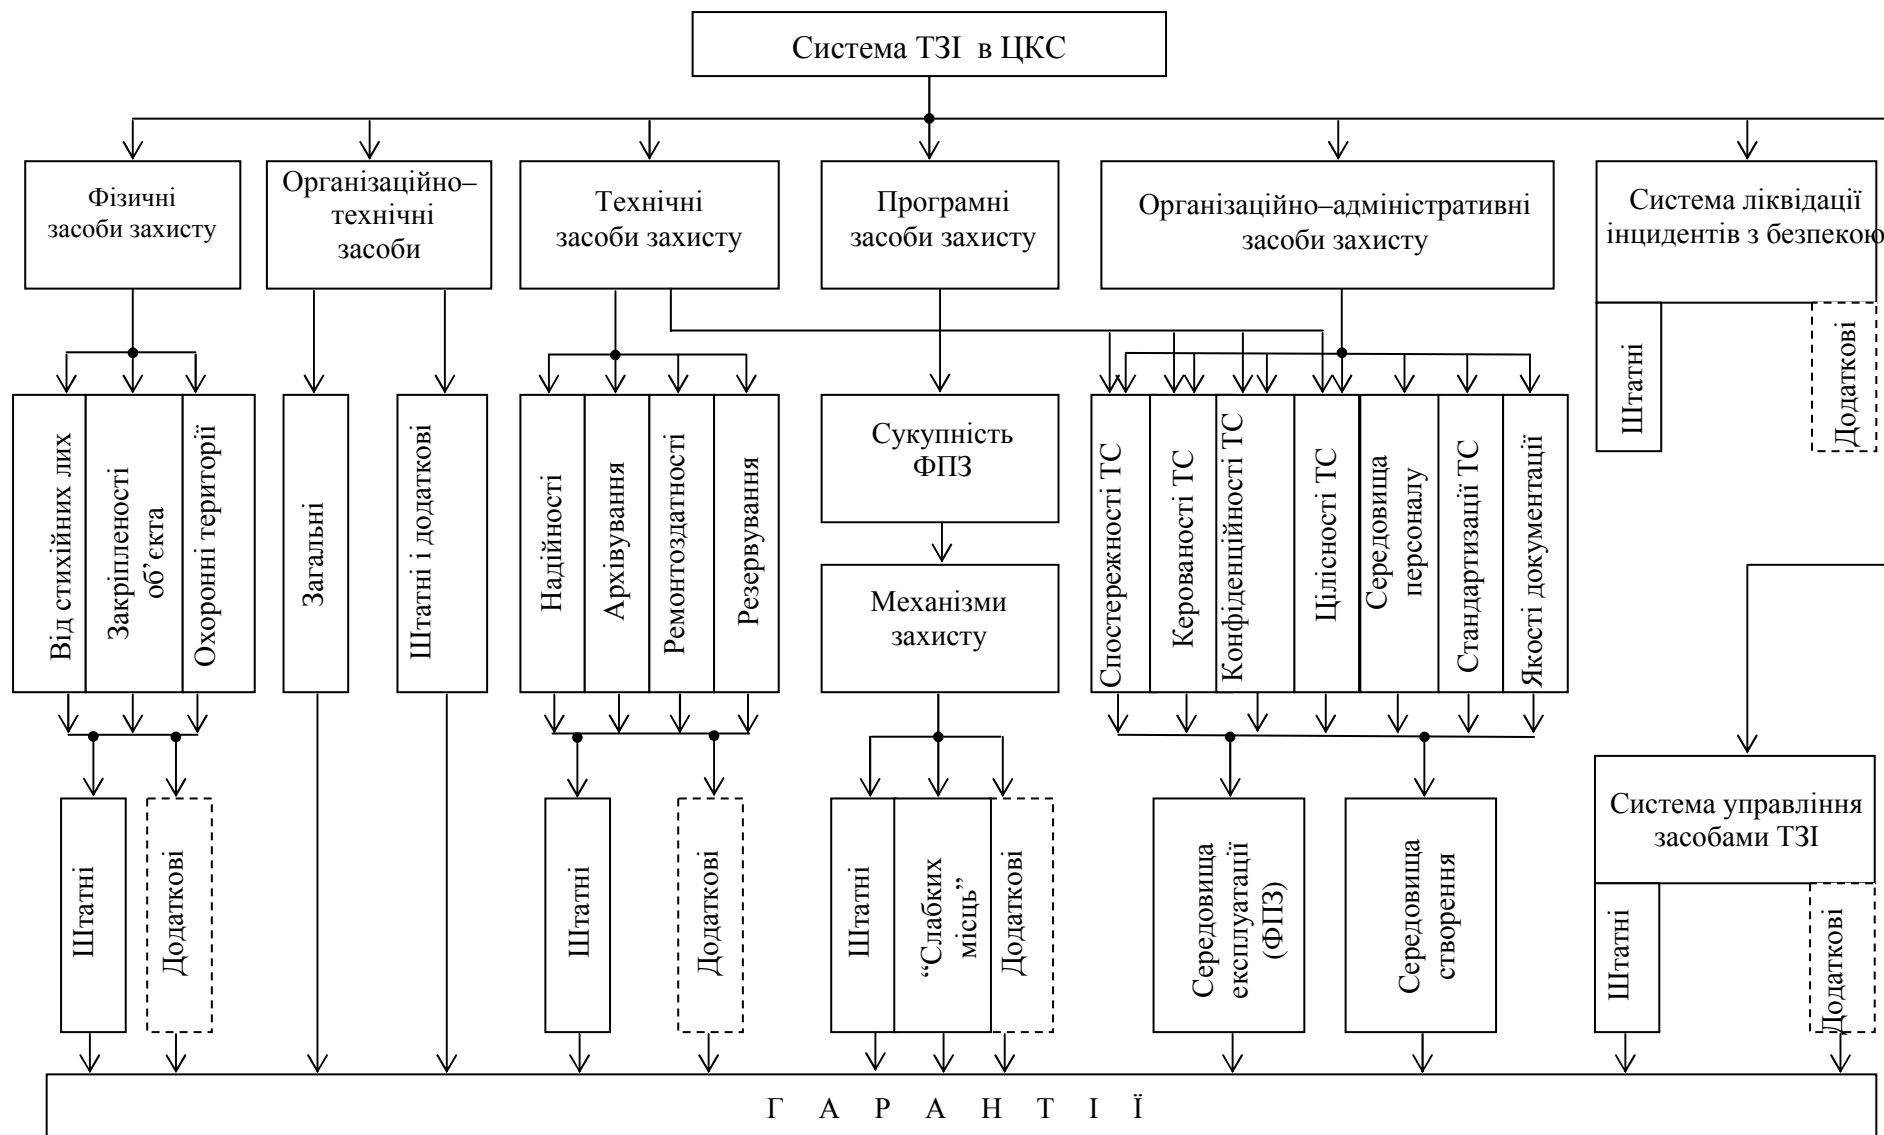 Система ТЗІ в ЦКС
Фізичні
засоби захисту
Організаційно–
технічні
засоби
Технічні
засоби захисту
Програмні
засоби захисту
Організаційно–адміністративні
засоби захисту
Система ліквідації
інцидентів з безпекою
Штатні
Додаткові
Від стихійних лих
Закріпленості
об’єкта
Охоронні території
Загальні
Штатні і додаткові
Надійності
Архівування
Ремонтоздатності
Резервування
Сукупність
ФПЗ
Механізми
захисту
Спостережності ТС
Керованості ТС
Конфіденційності ТС
Цілісності ТС
Середовища
персоналу
Стандартизації ТС
Якості документації
Штатні
Додаткові
Штатні
Додаткові
Штатні
“Слабких
місць”
Додаткові
Середовища
експлуатації
(ФПЗ)
Середовища
створення
Система управління
засобами ТЗІ
Штатні
Додаткові
Г А Р А Н Т І Ї